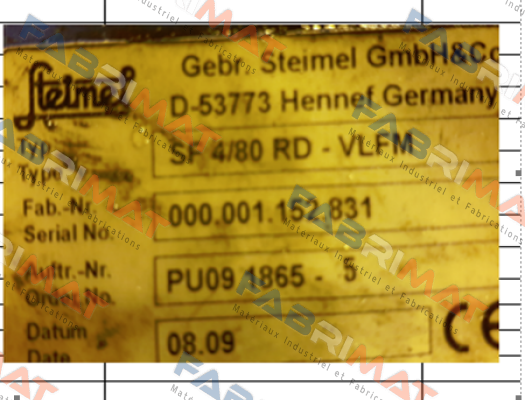 Steimel
Gebr. Steimel GmbH&Co
D-53773 Hennef Germany
Typ
Type
SF 4/80 RD - VLFM
Fab.-Nr.
Serial No.
000.001.152.831
Auftr.-Nr.
Order No.
PU09.4865 - 5
Datum
Date
08.09
CE
FABRIMAT
Materiaux Industriel et Fabrications